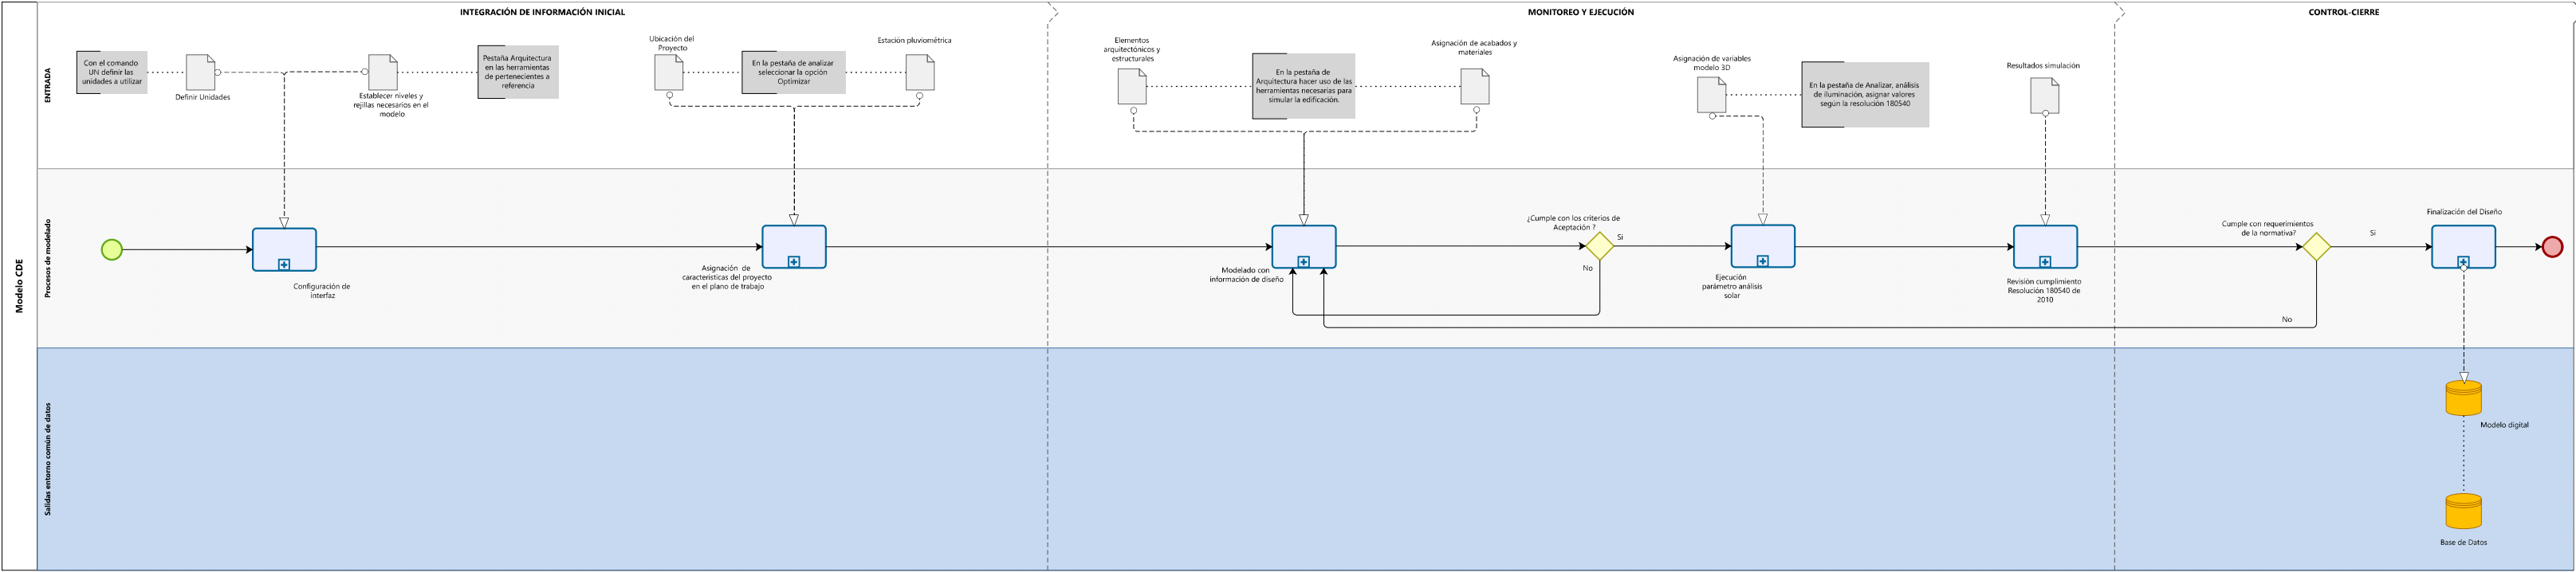 INTEGRACIÓN DE INFORMACIÓN INICIAL
MONITOREO Y EJECUCIÓN
CONTROL-CIERRE
Modelo CDE
ENTRADA
Con el comando
UN definir las
unidades a utilizar
Definir Unidades
Establecer niveles y
rejillas necesarios en el
modelo
Pestaña Arquitectura
en las herramientas
de pertenecientes a
referencia
Ubicación del
Proyecto
En la pestaña de analizar
seleccionar la opción
Optimizar
Estación pluviométrica
Elementos
arquitectónicos y
estructurales
En la pestaña de
Arquitectura hacer uso de las
herramientas necesarias para
simular la edificación.
Asignación de acabados y
materiales
Asignación de variables
modelo 3D
En la pestaña de Analizar, análisis
de iluminación, asignar valores
según la resolución 180540
Resultados simulación
Procesos de modelado
Configuración de
interfaz
Asignación de
caracteristicas del proyecto
en el plano de trabajo
Modelado con
información de diseño
¿Cumple con los criterios de
Aceptación ?
Si
No
Ejecución
parámetro análisis
solar
Revisión cumplimiento
Resolución 180540 de
2010
Cumple con requerimientos
de la normativa?
Si
No
Finalización del Diseño
Salidas entorno común de datos
Modelo digital
Base de Datos